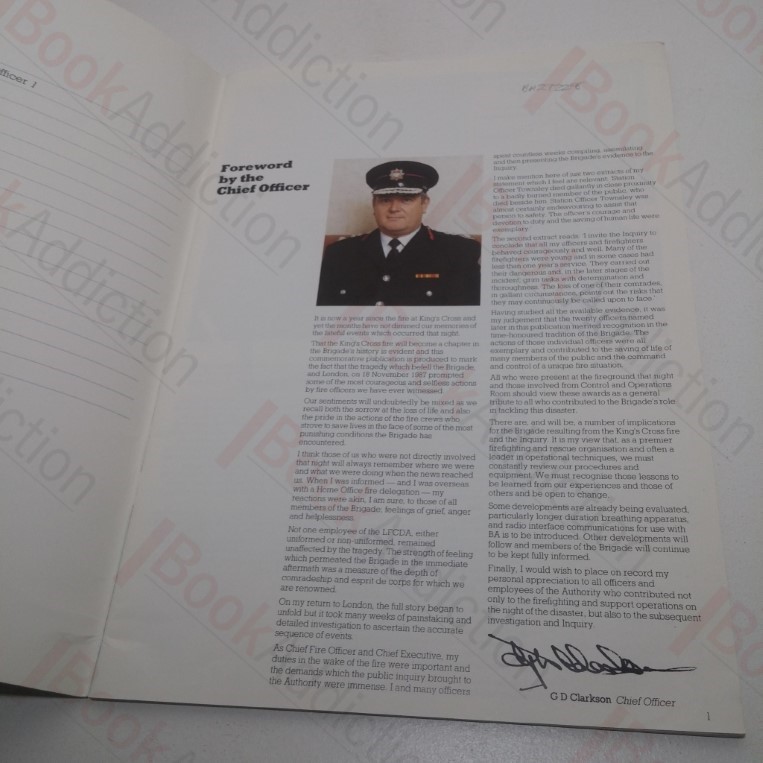 fficer 1
Foreword
by the
Chief Officer
It is now a year since the fire at King's Cross and
yet the months have not dimmed our memories of
the fateful events which occurred that night.
That the King's Cross fire will become a chapter in
the Brigade's history is evident and this
commemorative publication is produced to mark
the fact that the tragedy, which befell the Brigade
and London, on 18 November 1987 prompted
some of the most courageous and selfless actions
by fire officers we have ever witnessed.
Our sentiments will undoubtedly be mixed as we
recall both the sorrow at the loss of life and also
the pride in the actions of the fire crews who
strove to save lives in the face of some of the most
punishing conditions the Brigade has
encountered.
I think those of us who were not directly involved
that night will always remember where we were
and what we were doing when the news reached
us. When I was informed — and I was overseas
with a Home Office fire delegation — my
reactions were akin, I am sure, to those of all
members of the Brigade: feelings of grief, anger
and helplessness.
Not one employee of the LFCDA, either
uniformed or non-uniformed, remained
unaffected by the tragedy. The strength of feeling
which permeated the Brigade in the immediate
aftermath was a measure of the depth of
comradeship and esprit de corps for which we
are renowned.
On my return to London, the full story began to
unfold but it took many weeks of painstaking and
detailed investigation to ascertain the accurate
sequence of events.
As Chief Fire Officer and Chief Executive, my
duties in the wake of the fire were important and
the demands which the public inquiry brought to
the Authority were immense. I and many officers
spent countless weeks compiling, assimilating
and then presenting the Brigade's evidence to the
Inquiry.
I make mention here of just two extracts of my
statement which I feel are relevant. 'Station
Officer Townsley died gallantly in close proximity
to a badly burned member of the public, who
died beside him. Station Officer Townsley was
almost certainly endeavouring to assist that
person to safety. The officer's courage and
devotion to duty and the saving of human life were
exemplary.'
The second extract reads: 'I invite the Inquiry to
conclude that all my officers and firefighters
behaved courageously and well. Many of the
firefighters were young and in some cases had
less than one year's service. They carried out
their dangerous and, in the later stages of the
incident, grim tasks with determination and
thoroughness. The loss of one of their comrades,
in gallant circumstances, points out the risks that
they may continuously be called upon to face.'
Having studied all the available evidence, it was
my judgement that the twenty officers named
later in this publication merited recognition in the
time-honoured tradition of the Brigade. The
actions of those individual officers were all
exemplary and contributed to the saving of life of
many members of the public and the command
and control of a unique fire situation.
All who were present at the fireground that night
and those involved from Control and Operations
Room should view these awards as a general
tribute to all who contributed to the Brigade's role
in tackling this disaster.
There are, and will be, a number of implications
for the Brigade resulting from the King's Cross fire
and the Inquiry. It is my view that, as a premier
firefighting and rescue organisation and often a
leader in operational techniques, we must
constantly review our procedures and
equipment. We must recognise those lessons to
be learned from our experiences and those of
others and be open to change.
Some developments are already being evaluated,
particularly longer duration breathing apparatus,
and radio interface communications for use with
BA is to be introduced. Other developments will
follow and members of the Brigade will continue
to be kept fully informed.
Finally, I would wish to place on record my
personal appreciation to all officers and
employees of the Authority who contributed not
only to the firefighting and support operations on
the night of the disaster, but also to the subsequent
investigation and Inquiry.
G D Clarkson Chief Officer
1
BookAddiction